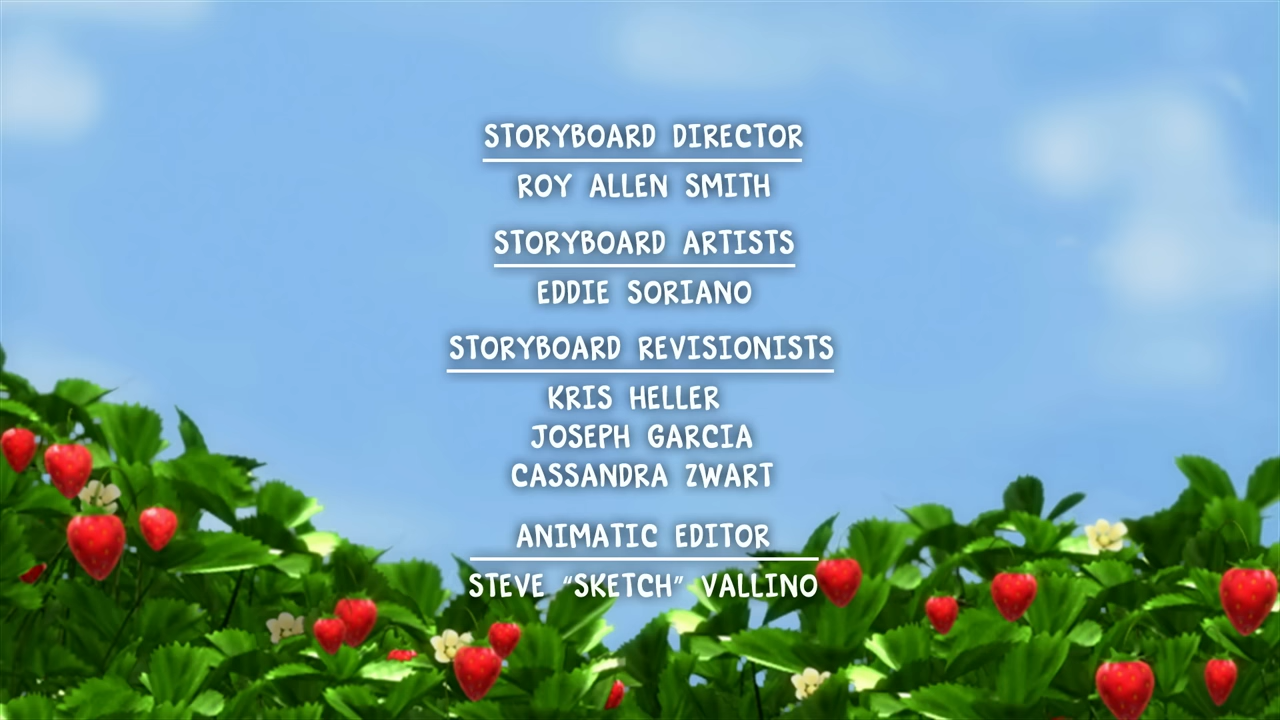 STORYBOARD DIRECTOR
ROY ALLEN SMITH
STORYBOARD ARTISTS
EDDIE SORIANO
STORYBOARD REVISIONISTS
KRIS HELLER
JOSEPH GARCIA
CASSANDRA ZWART
ANIMATIC EDITOR
STEVE “SKETCH” VALLINO